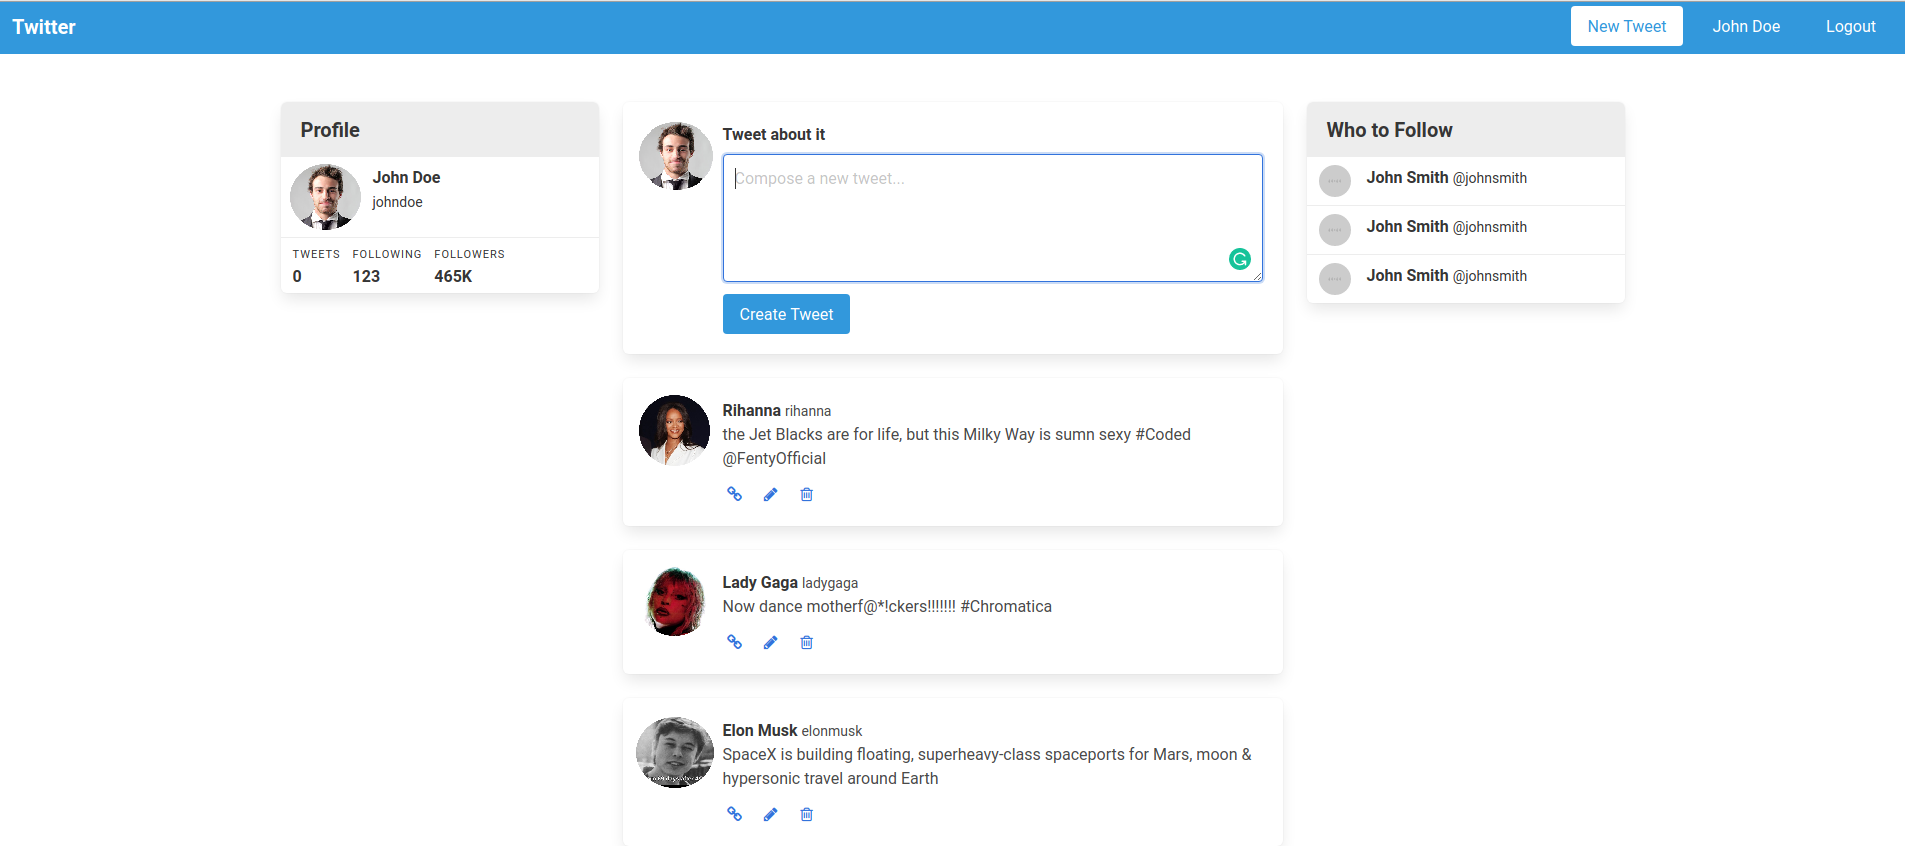 Twitter
New Tweet
John Doe
Logout
Profile
John Doe
johndoe
TWEETS FOLLOWING FOLLOWERS
0 123 465K
Tweet about it
Compose a new tweet...
Create Tweet
Rihanna rihanna
the Jet Blacks are for life, but this Milky Way is sumn sexy #Coded
@FentyOfficial
Lady Gaga ladygaga
Now dance motherf@*!ckers!!!!!!! #Chromatica
Elon Musk elonmusk
SpaceX is building floating, superheavy-class spaceports for Mars, moon &
hypersonic travel around Earth
Who to Follow
John Smith @johnsmith
John Smith @johnsmith
John Smith @johnsmith